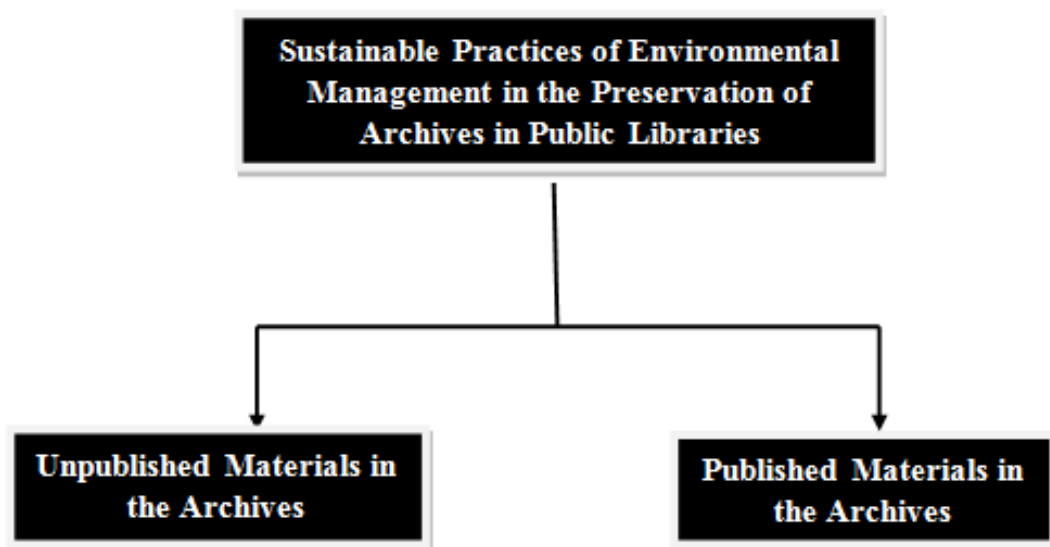 Sustainable Practices of Environmental
Management in the Preservation of
Archives in Public Libraries
Unpublished Materials in
the Archives
Published Materials in
the Archives